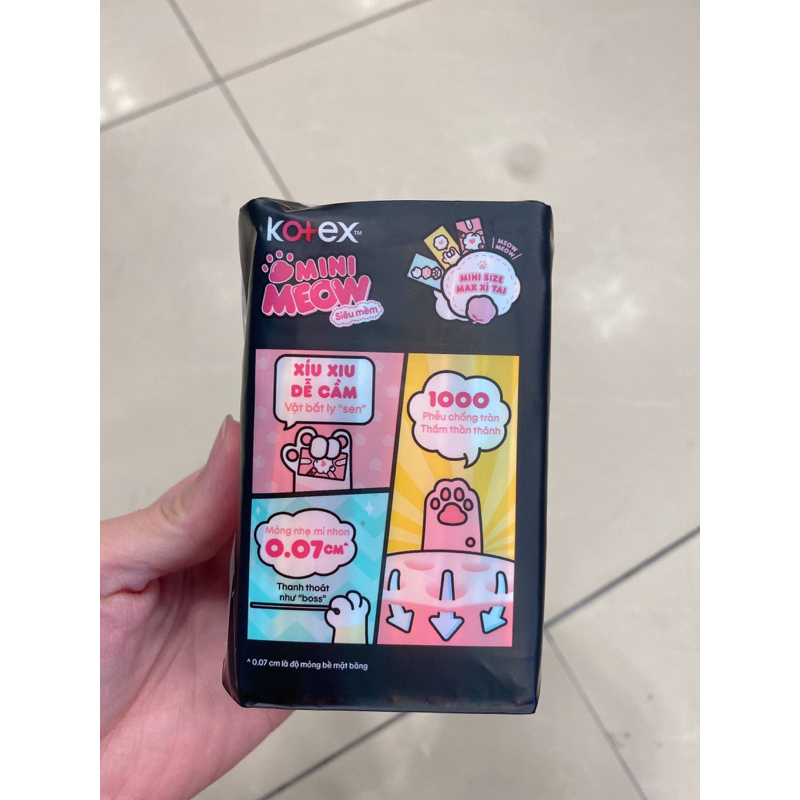 kotex™
MINI
MEOW
Siêu mềm
MEOW
MEOW
MINI SIZE
MAX XÌ TAI
XÍU XIU
DỄ CẦM
Vật bất ly "sen"
1000
Phễu chống tràn
Thấm thần thánh
Mỏng nhẹ mi nhon
0.07CM^
Thanh thoát
như "boss"
^ 0.07 cm là độ mỏng bề mặt băng